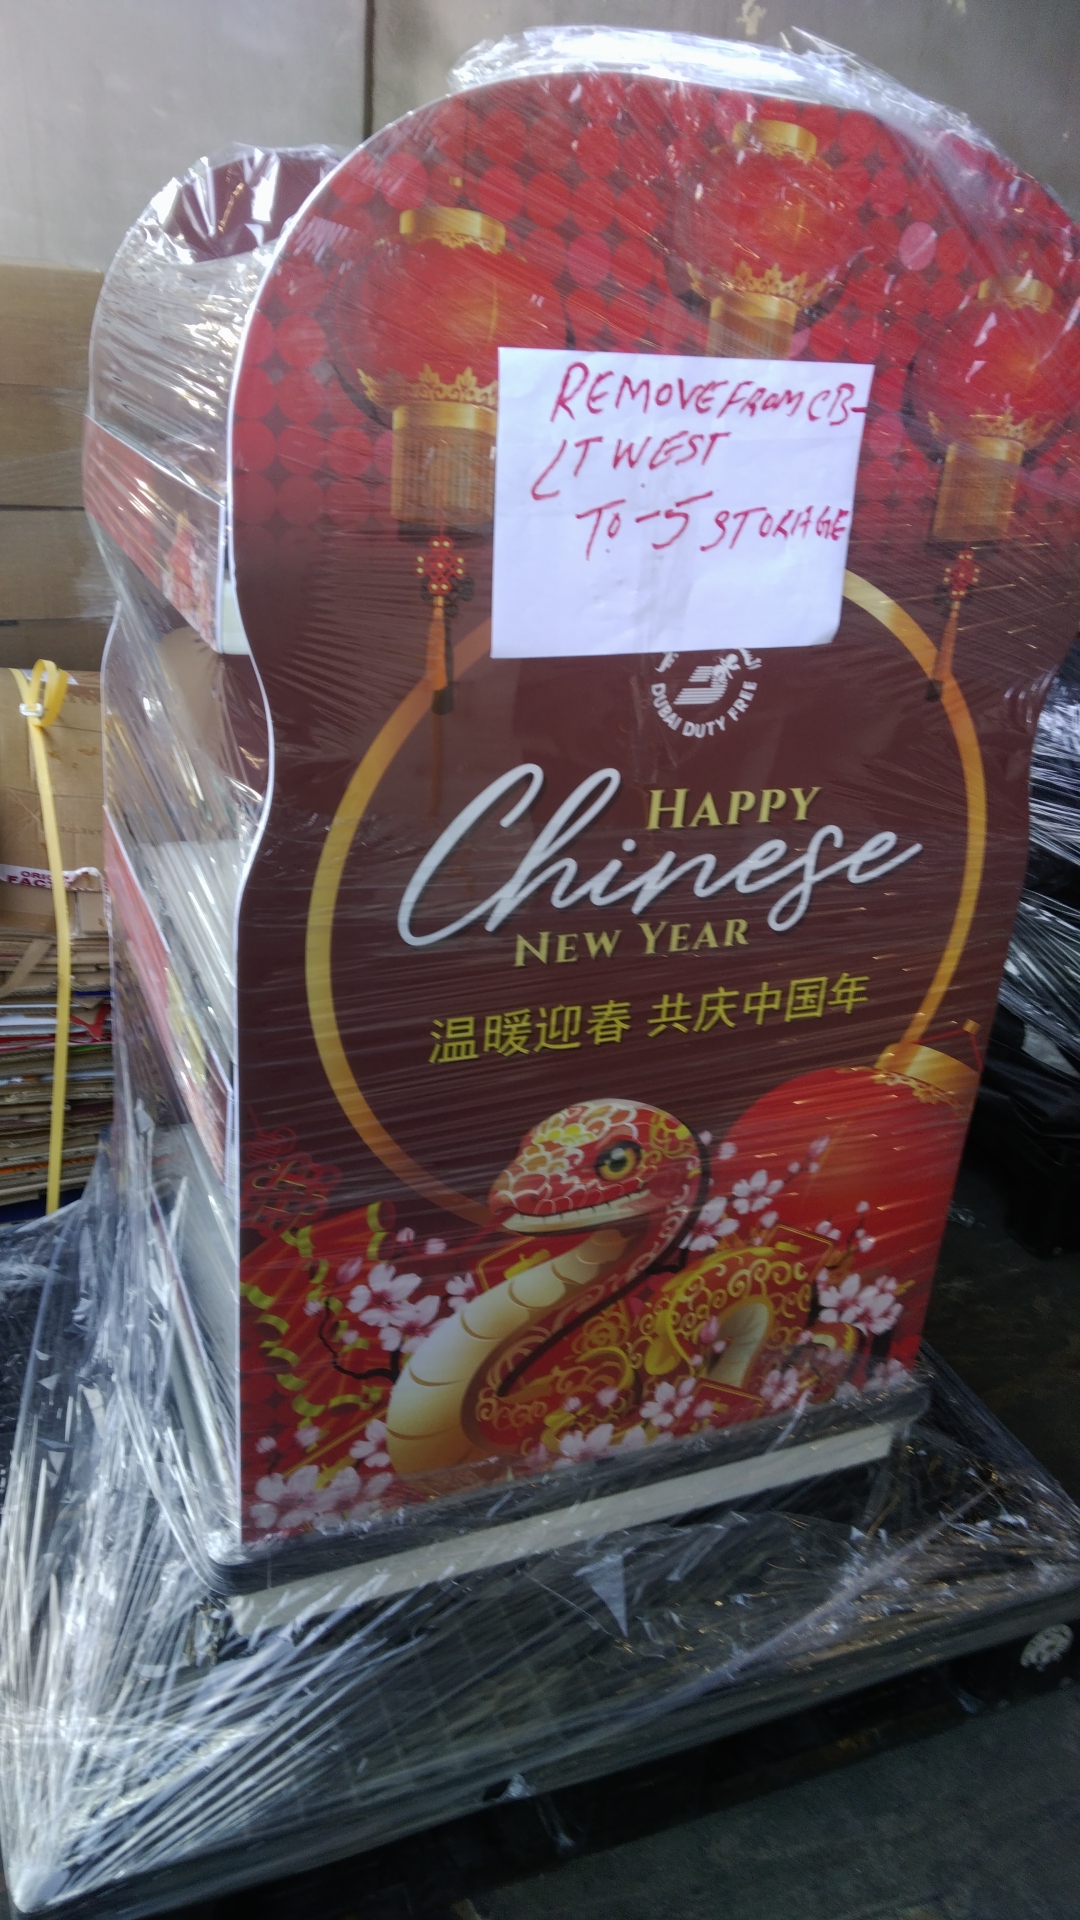 REMOVE FROM CB-
LT WEST
TO -5 STORAGE
DUBAI DUTY FREE
HAPPY
Chinese
NEW YEAR
温暖迎春 共庆中国年